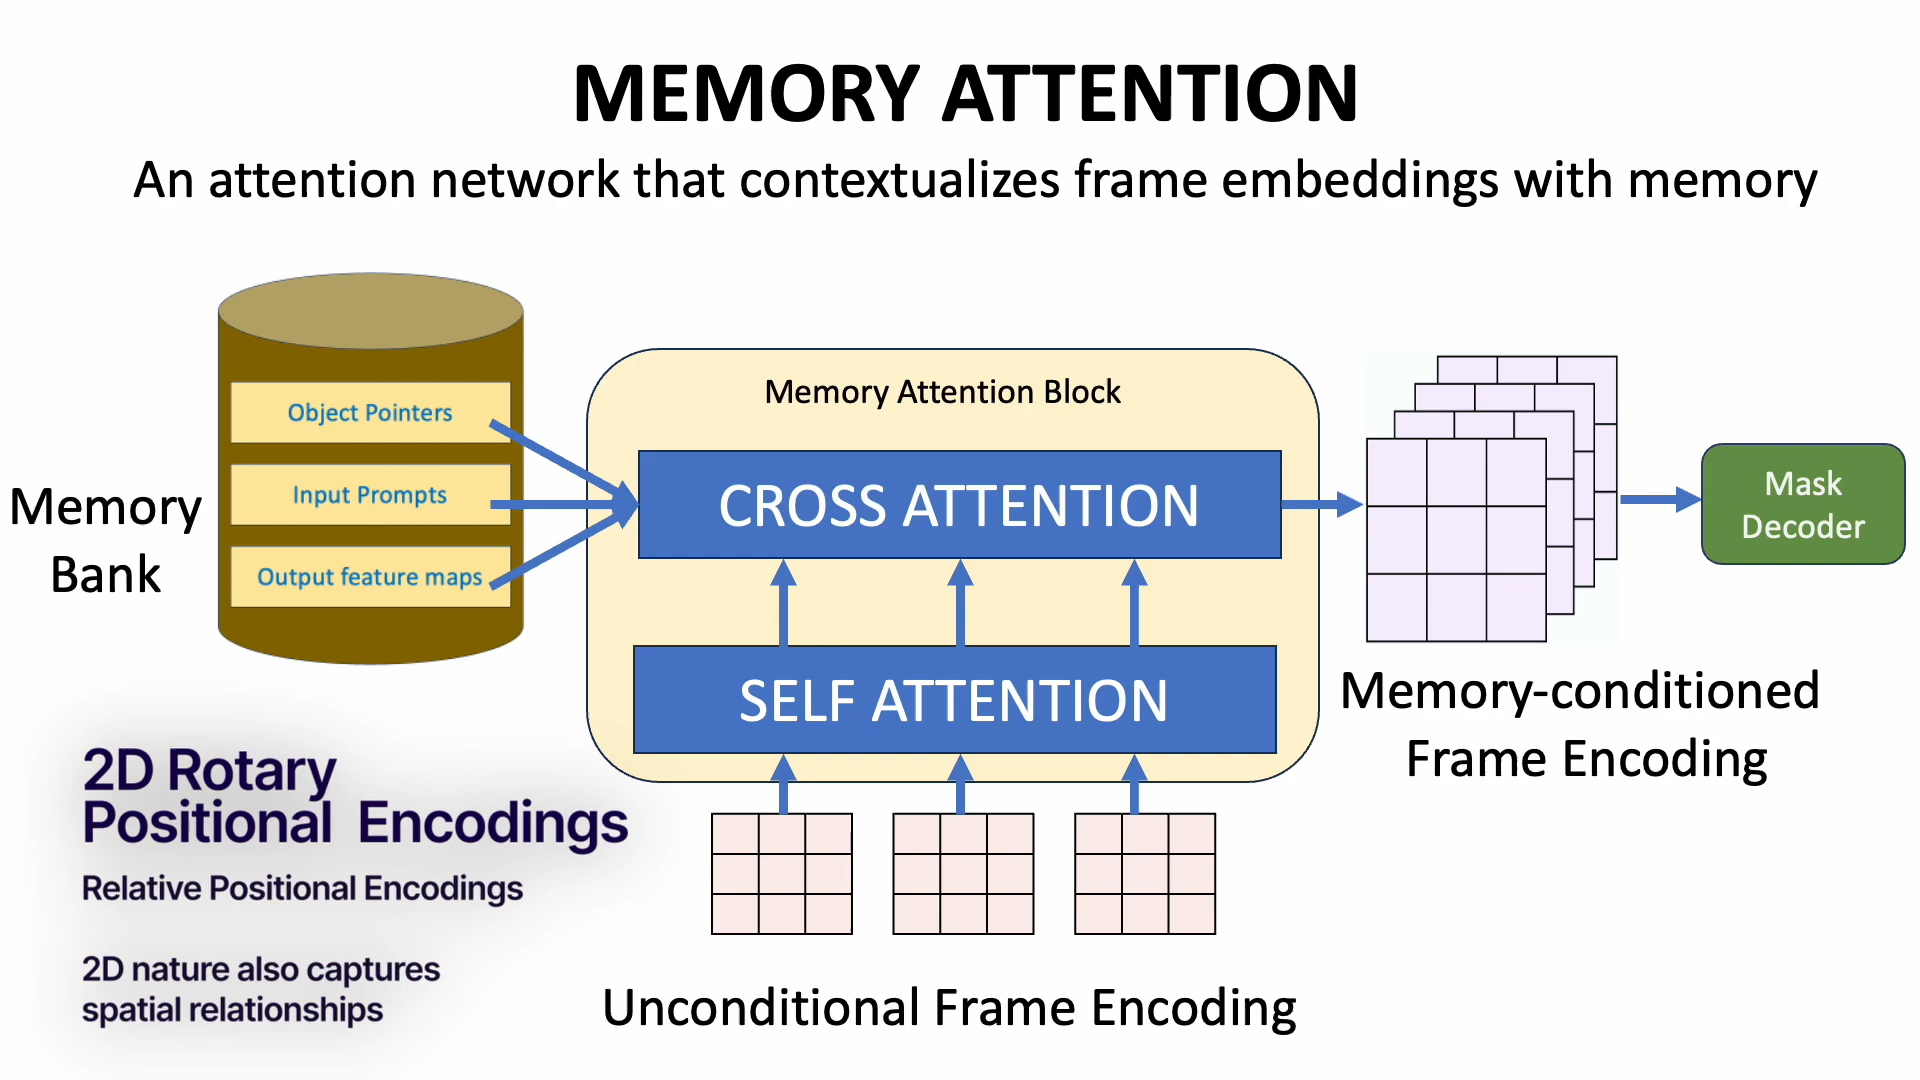 MEMORY ATTENTION
An attention network that contextualizes frame embeddings with memory
Memory
Bank
Object Pointers
Input Prompts
Output feature maps
Memory Attention Block
CROSS ATTENTION
SELF ATTENTION
Mask
Decoder
Memory-conditioned
Frame Encoding
2D Rotary
Positional Encodings
Relative Positional Encodings
2D nature also captures
spatial relationships
Unconditional Frame Encoding